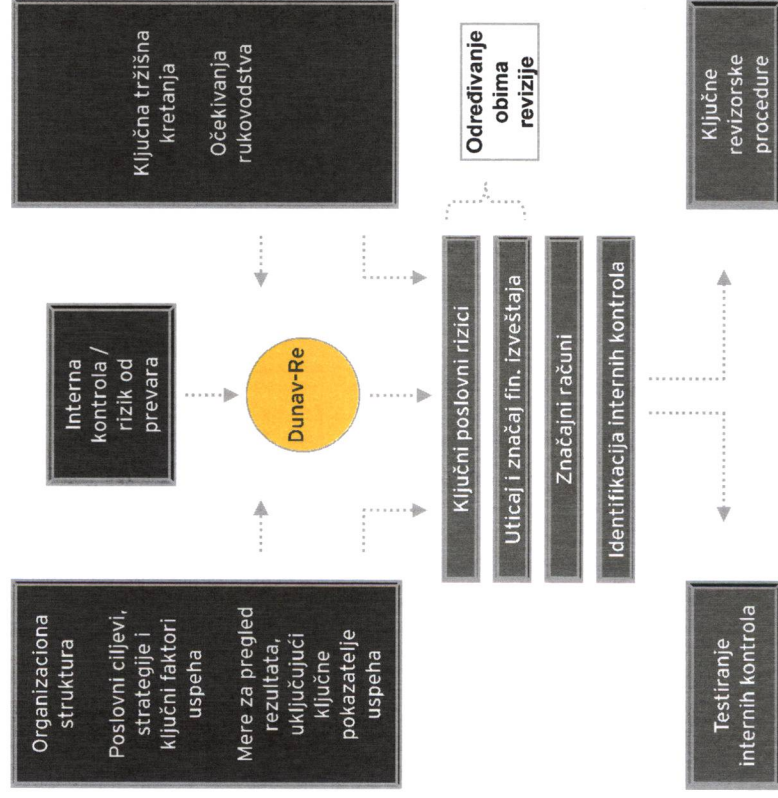 Organizaciona
struktura
Poslovni ciljevi,
strategije i
ključni faktori
uspeha
Mere za pregled
rezultata,
uključujući
ključne
pokazatelje
uspeha
Interna
kontrola /
rizik od
prevara
Ključna tržišna
kretanja
Očekivanja
rukovodstva
Dunav-Re
Ključni poslovni rizici
Uticaj i značaj fin. izveštaja
Značajni računi
Identifikacija internih kontrola
Određivanje
obima
revizije
Testiranje
internih kontrola
Ključne
revizorske
procedure